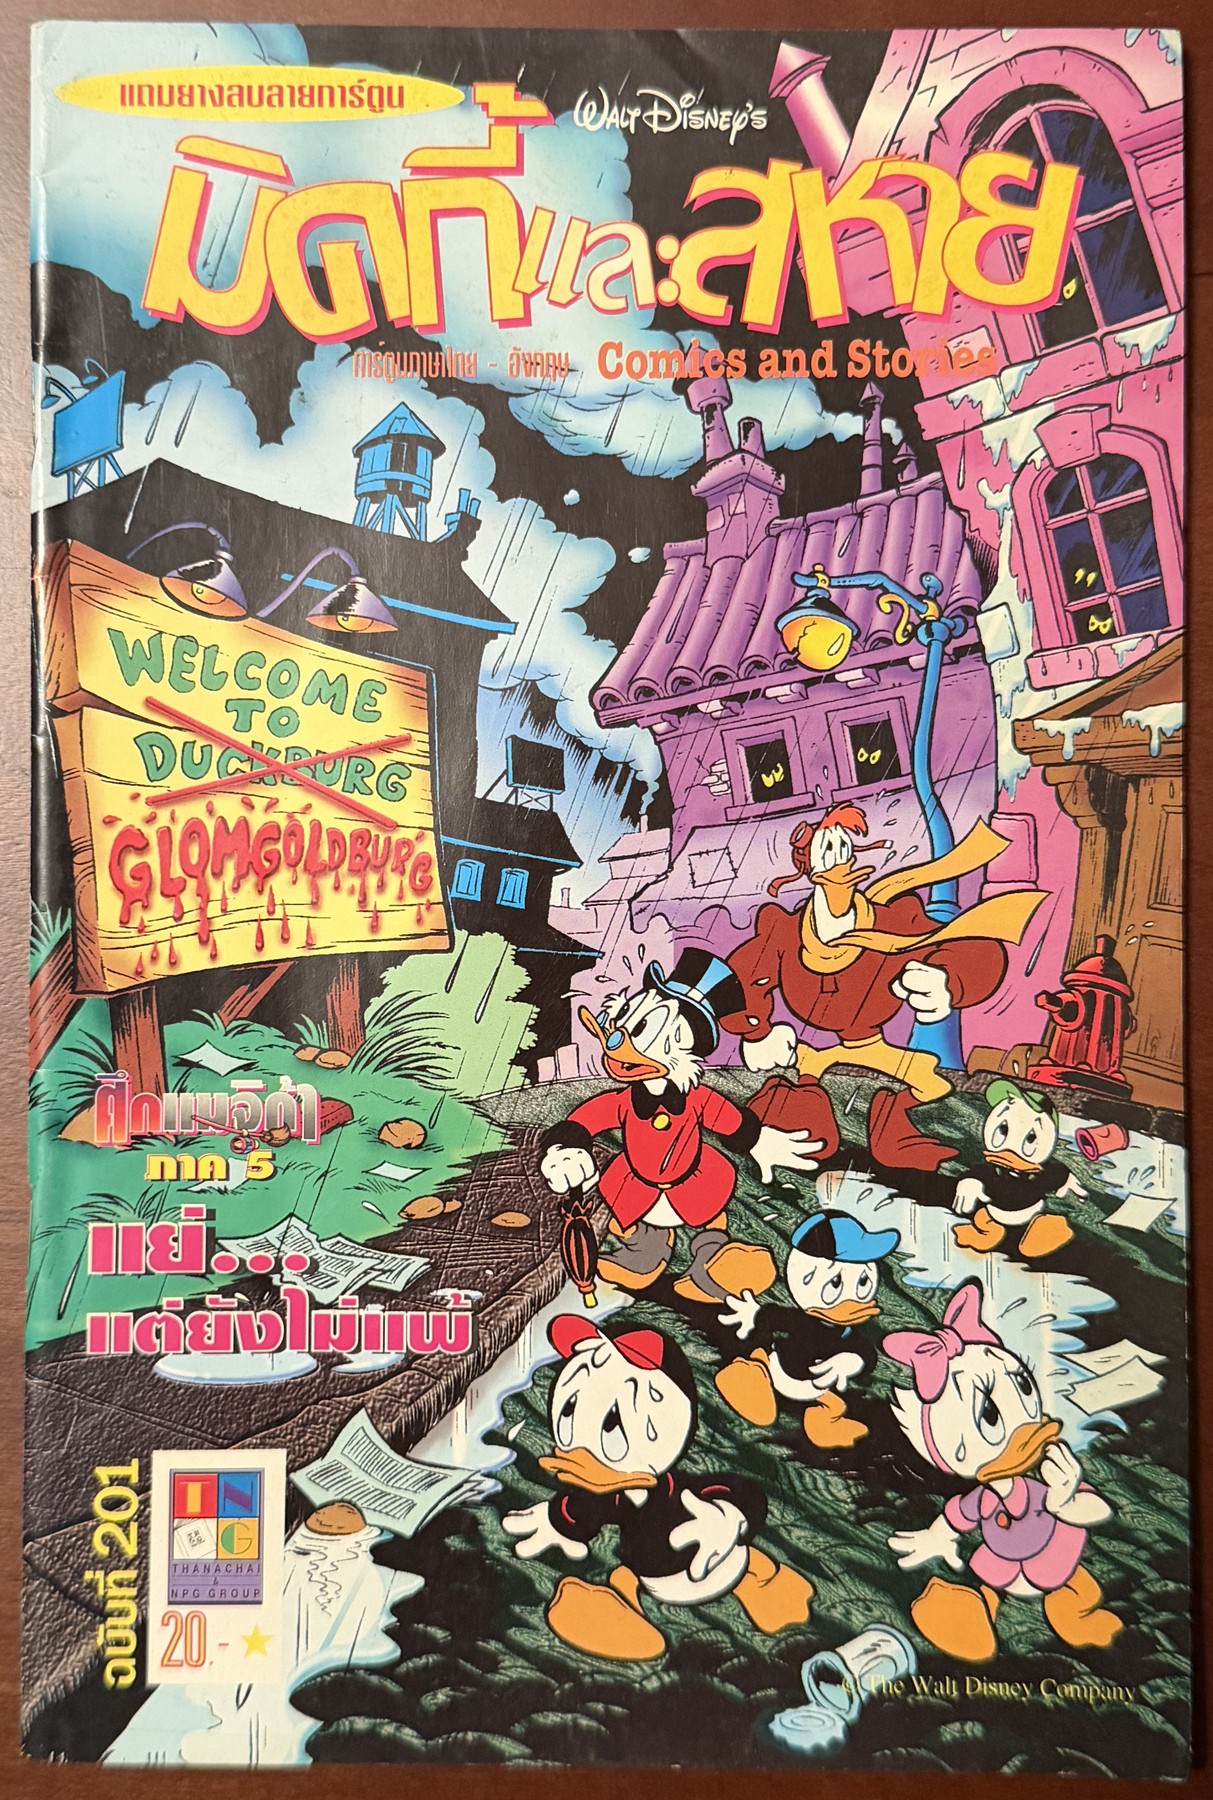 แถมยางลบลายการ์ตูน
WALT DISNEY'S
มิคกี้และสหาย
การ์ตูนภาษาไทย - อังกฤษ Comics and Stories
WELCOME
TO
DUCKBURG
GLOMGOLDBURG
ศึกแมจิก้า
ภาค 5
แย่...
แต่ยังไม่แพ้
ฉบับที่ 201
TNG
THANACHAI
&
NPG GROUP
20.-
© The Walt Disney Company